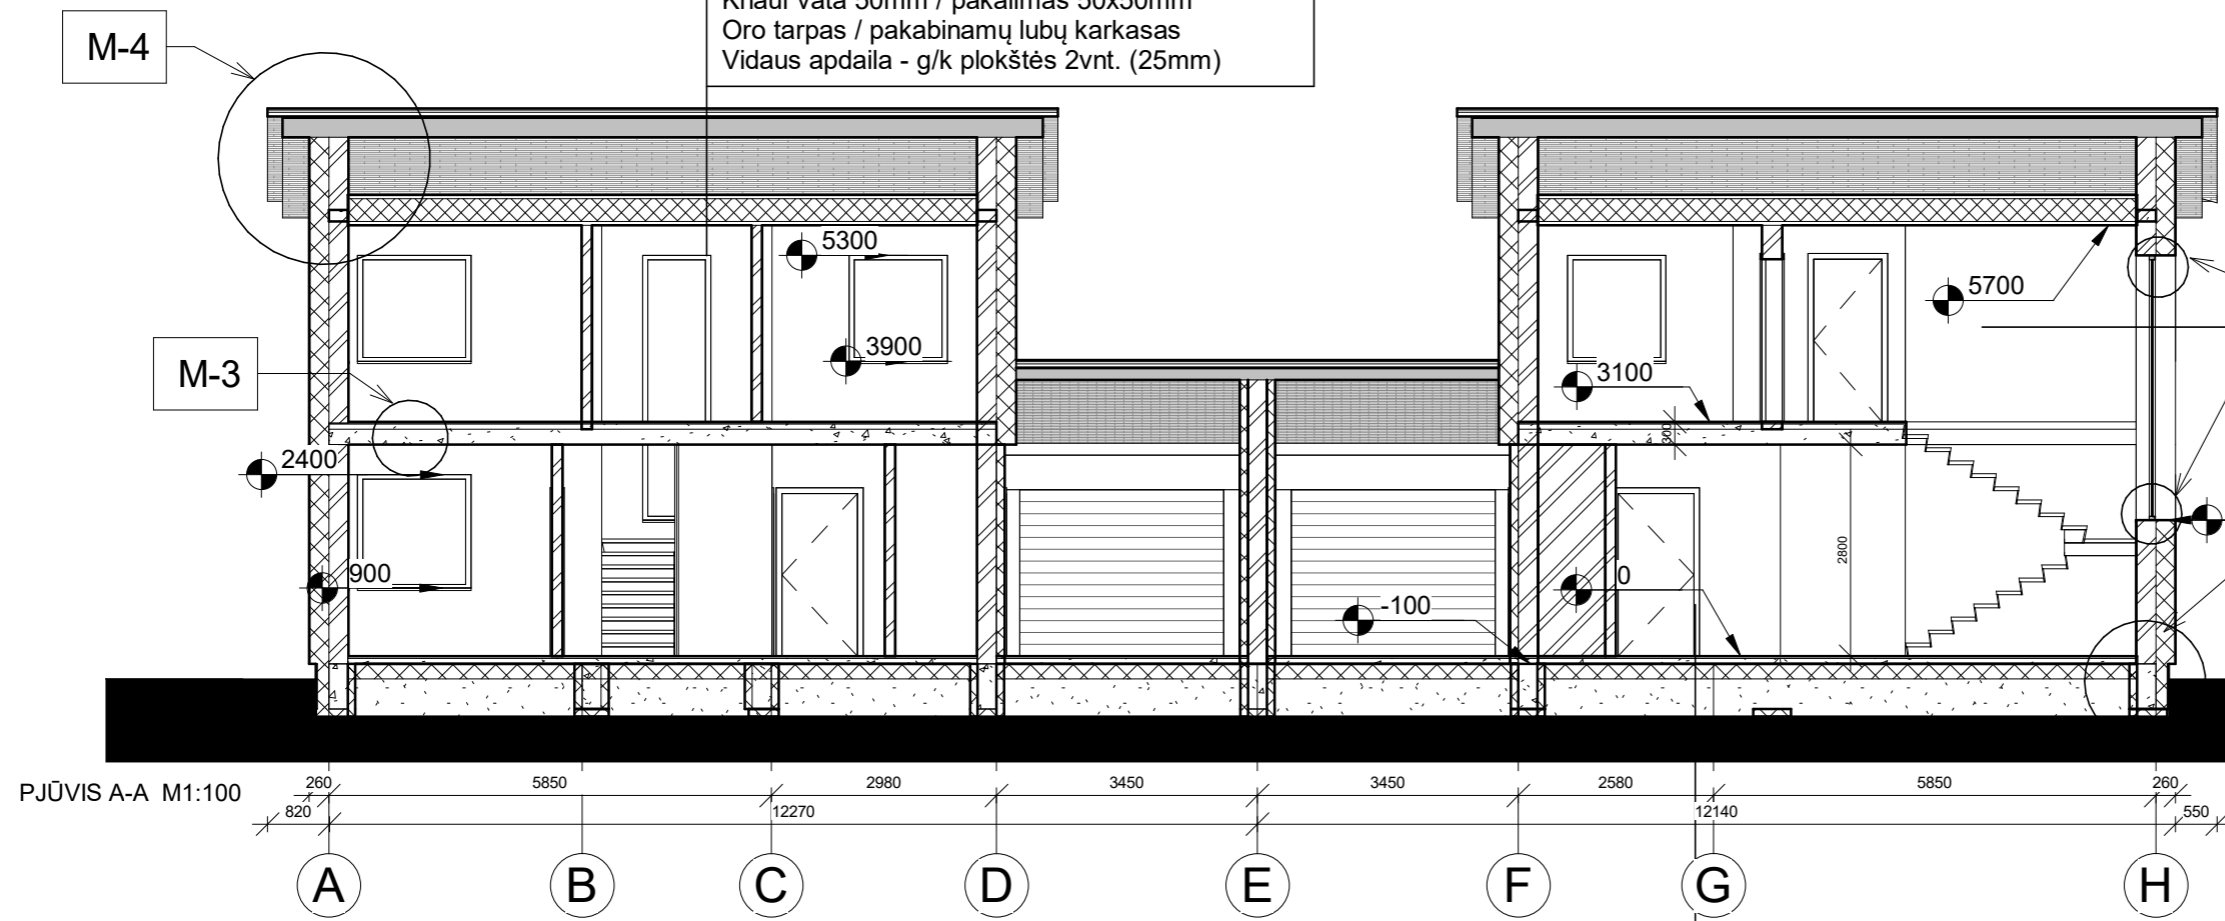 Knauf vata 50mm / pakalimas 50x50mm
Oro tarpas / pakabinamų lubų karkasas
Vidaus apdaila - g/k plokštės 2vnt. (25mm)
M-4
5300
5700
3900
M-3
3100
300
2400
2800
900
0
-100
PJŪVIS A-A M1:100
260 5850 2980 3450 3450 2580 5850 260
820 12270 12140 550
A B C D E F G H